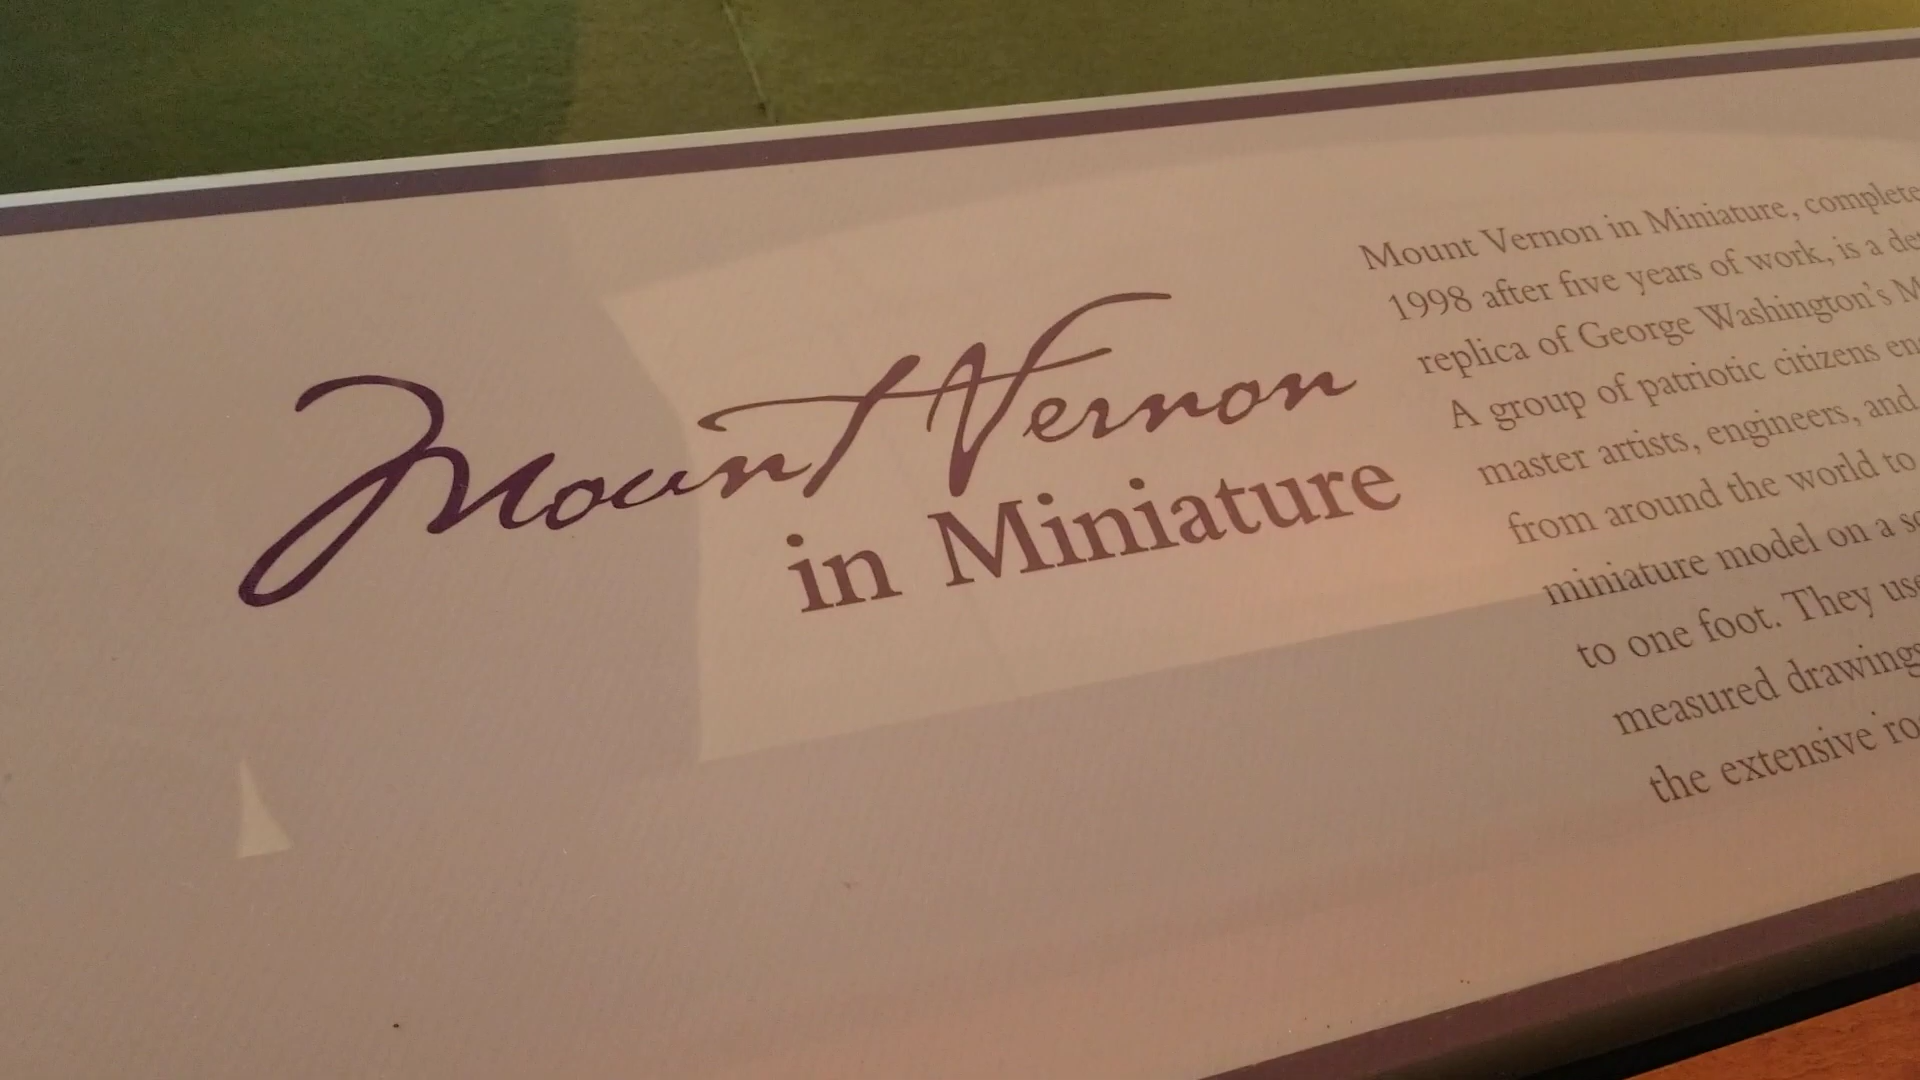 Mount Vernon
in Miniature
Mount Vernon in Miniature, complete
1998 after five years of work, is a
replica of George Washington's
A group of patriotic citizens
master artists, engineers, and
from around the world to
miniature model on a
to one foot. They
measured drawings
the extensive